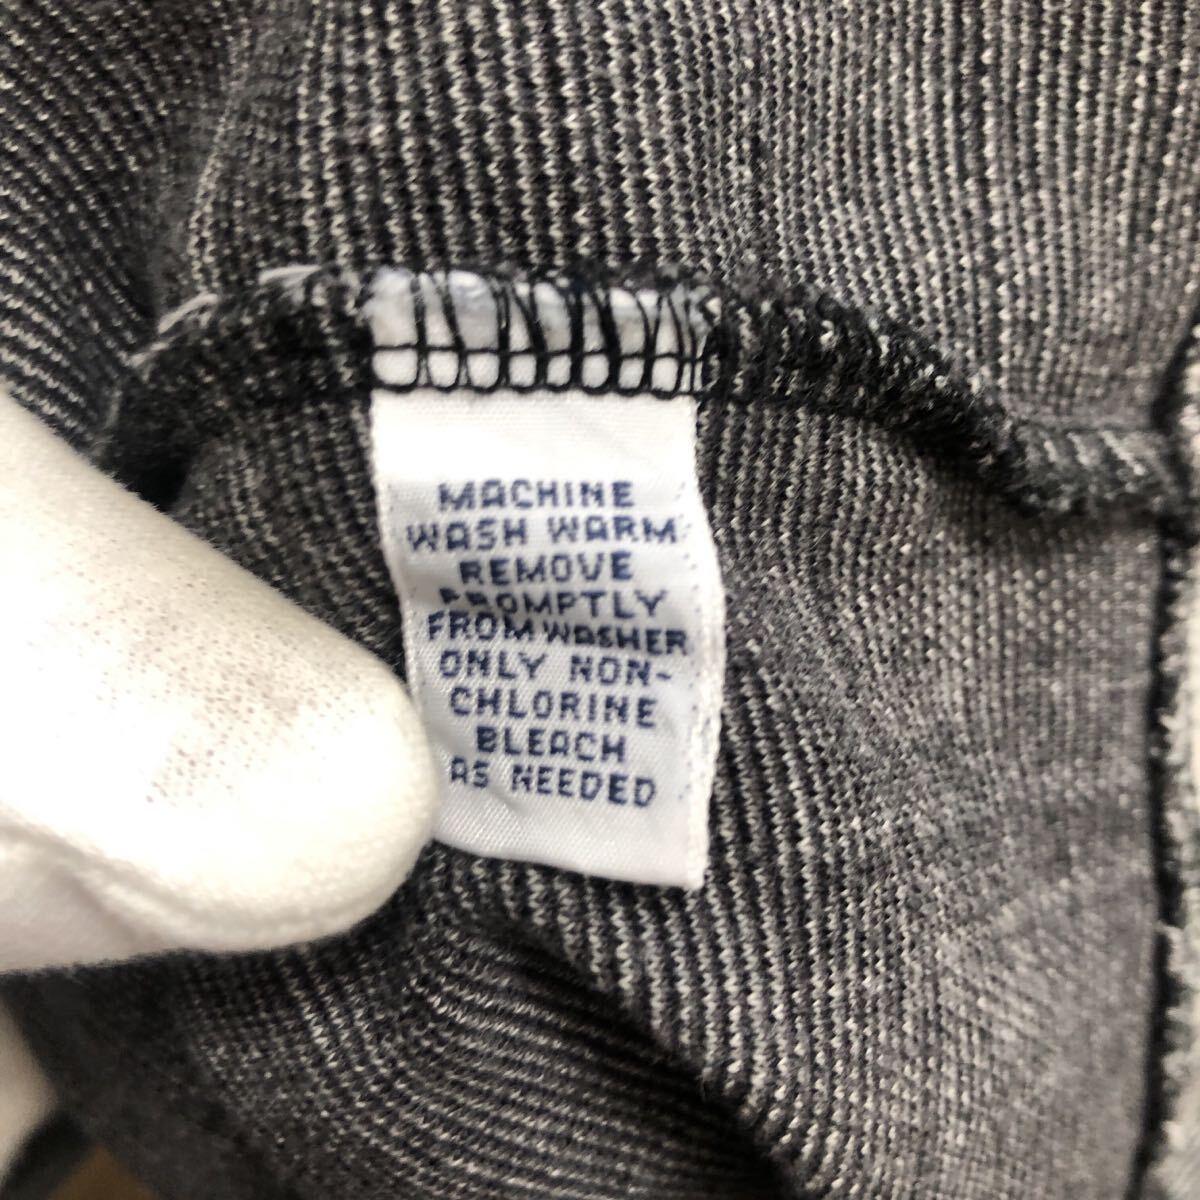 MACHINE
WASH WARM
REMOVE
PROMPTLY
FROM WASHER
ONLY NON-
CHLORINE
BLEACH
AS NEEDED